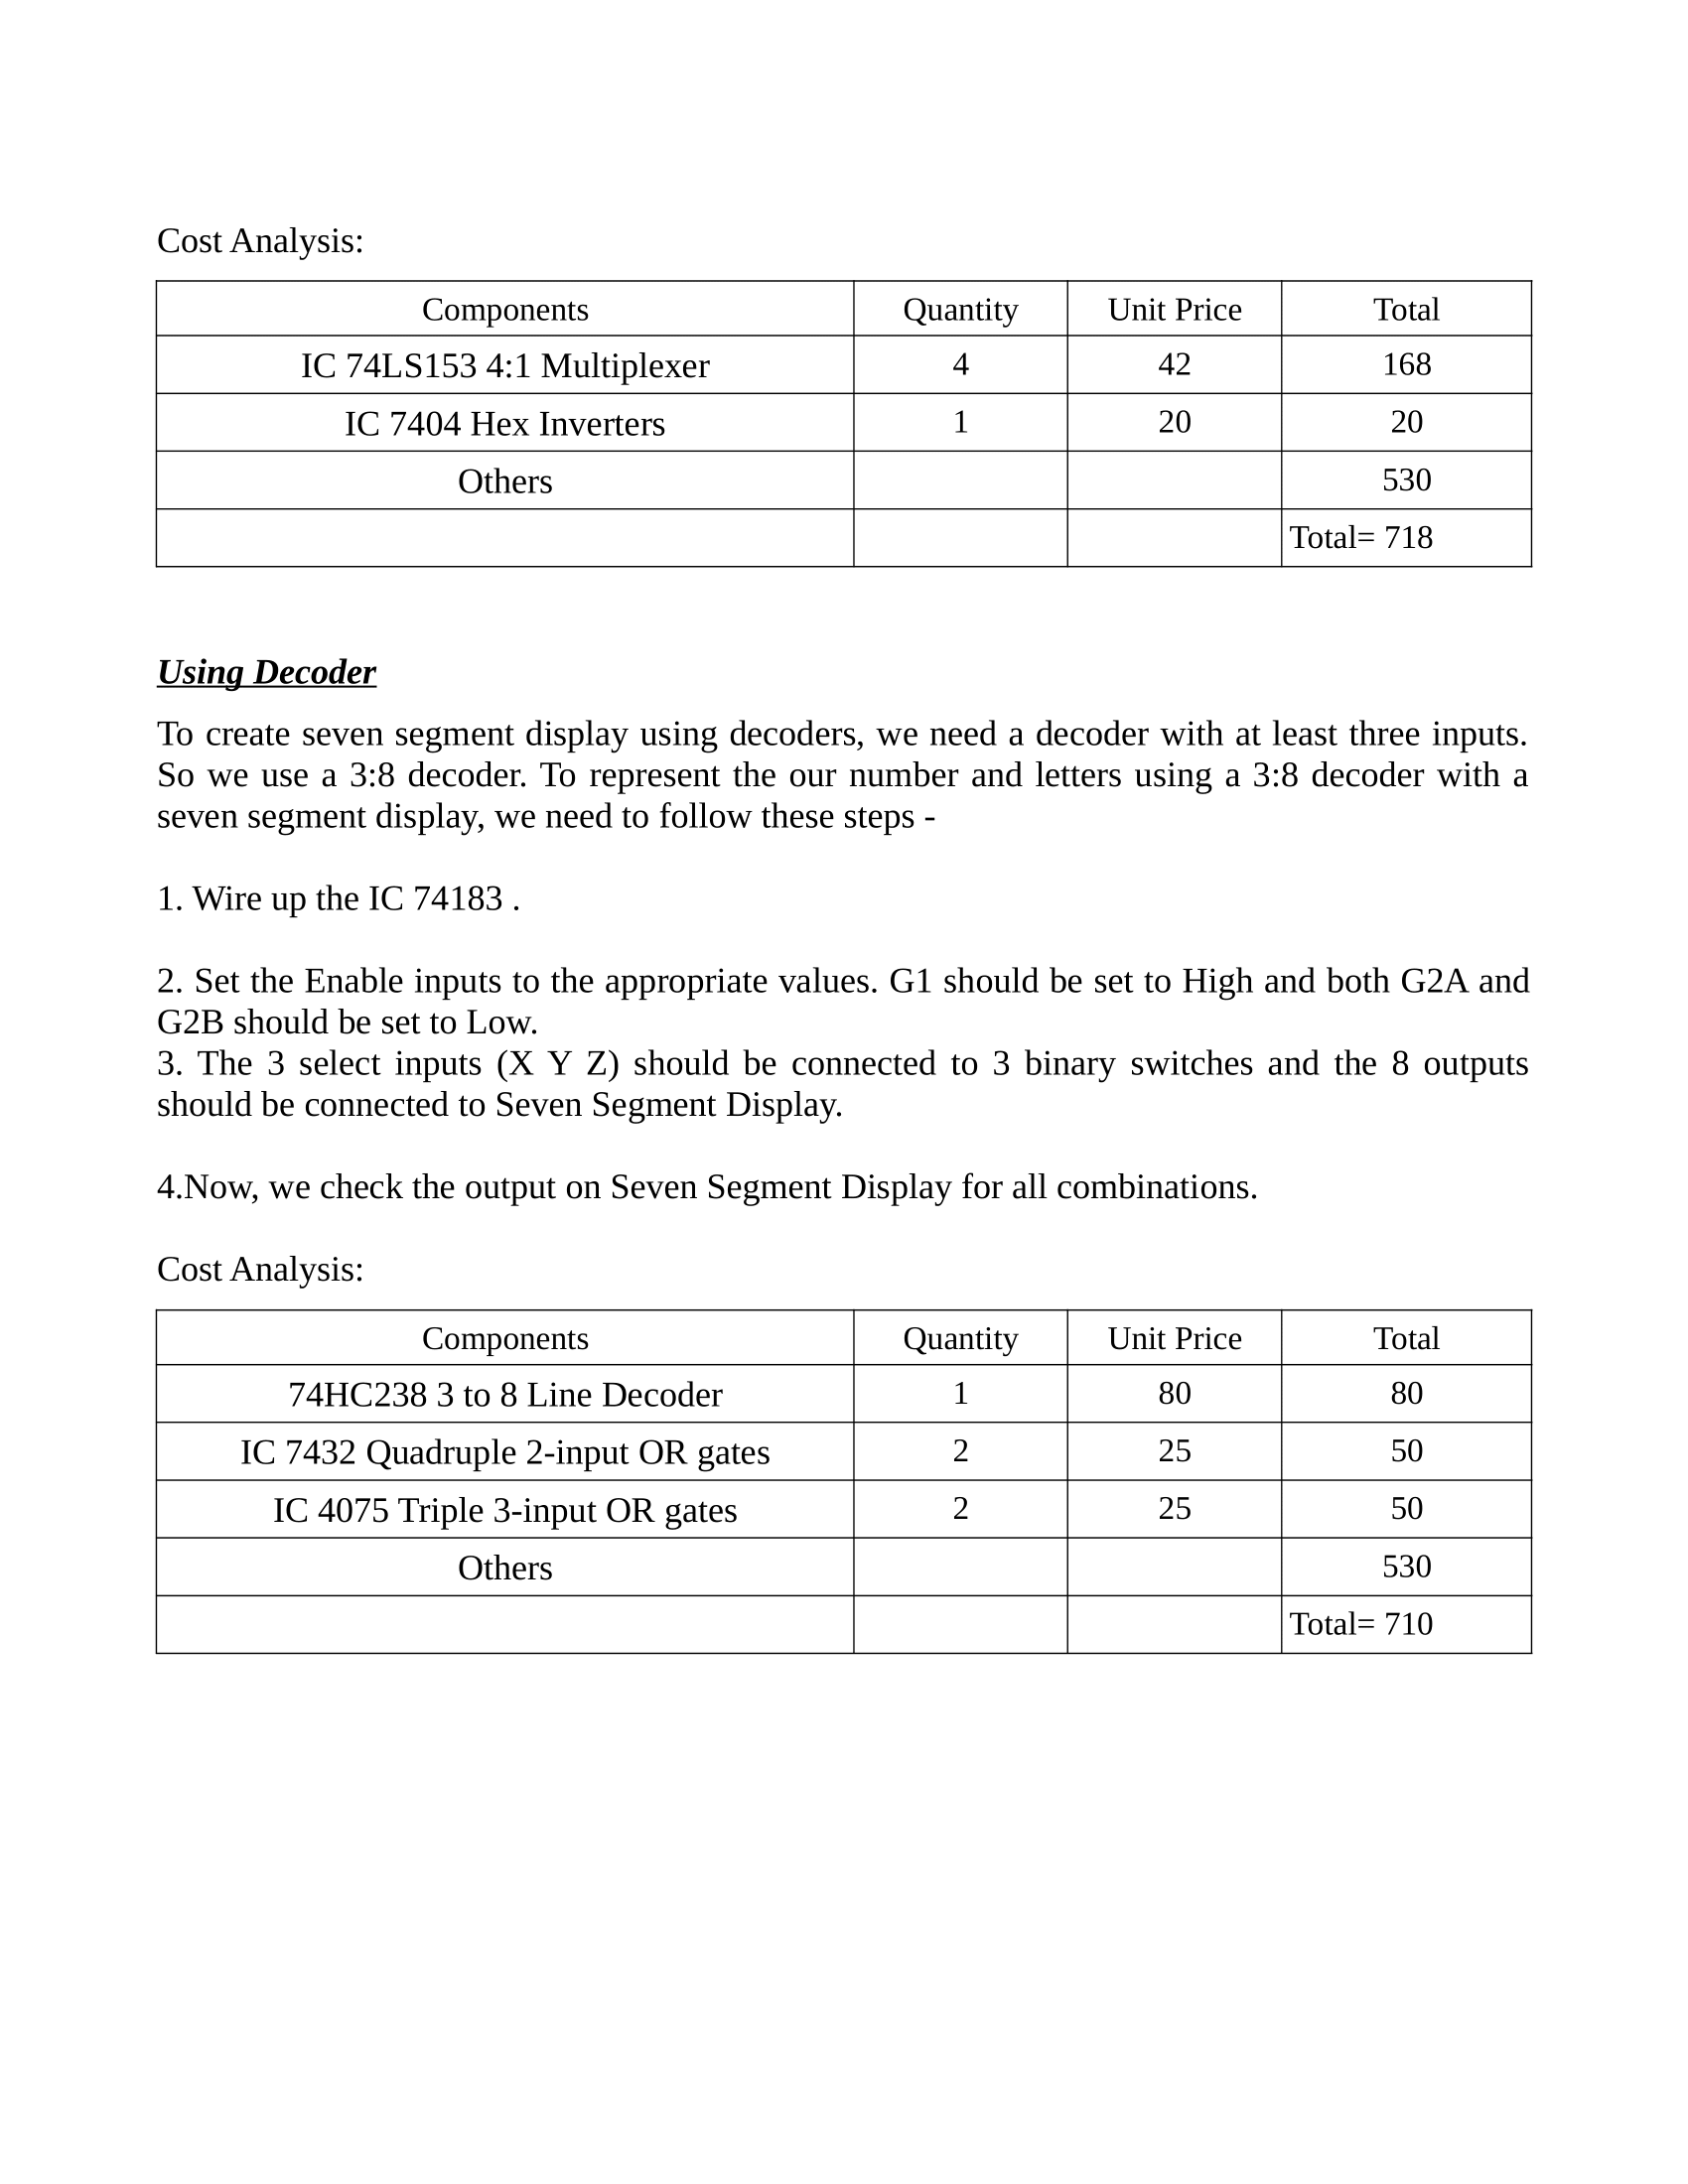 Cost Analysis:
Components Quantity Unit Price Total
IC 74LS153 4:1 Multiplexer 4 42 168
IC 7404 Hex Inverters 1 20 20
Others 530
Total= 718
Using Decoder
To create seven segment display using decoders, we need a decoder with at least three inputs.
So we use a 3:8 decoder. To represent the our number and letters using a 3:8 decoder with a
seven segment display, we need to follow these steps -
1. Wire up the IC 74183 .
2. Set the Enable inputs to the appropriate values. G1 should be set to High and both G2A and
G2B should be set to Low.
3. The 3 select inputs (X Y Z) should be connected to 3 binary switches and the 8 outputs
should be connected to Seven Segment Display.
4.Now, we check the output on Seven Segment Display for all combinations.
Cost Analysis:
Components Quantity Unit Price Total
74HC238 3 to 8 Line Decoder 1 80 80
IC 7432 Quadruple 2-input OR gates 2 25 50
IC 4075 Triple 3-input OR gates 2 25 50
Others 530
Total= 710